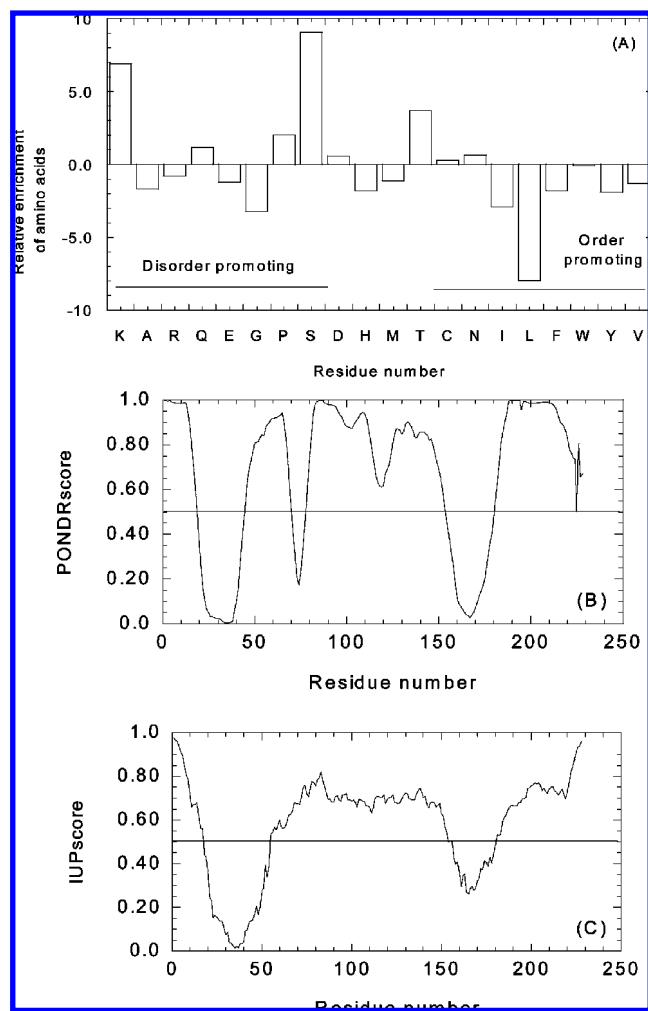 10
(A)
5.0
0.0
-5.0
-10
Relative enrichment
of amino acids
Disorder promoting
Order
promoting
K A R Q E G P S D H M T C N I L F W Y V
Residue number
1.0
0.80
0.60
0.40
0.20
0.0
PONDRscore
(B)
0 50 100 150 200 250
Residue number
1.0
0.80
0.60
0.40
0.20
0.0
IUPscore
(C)
0 50 100 150 200 250
Residue number